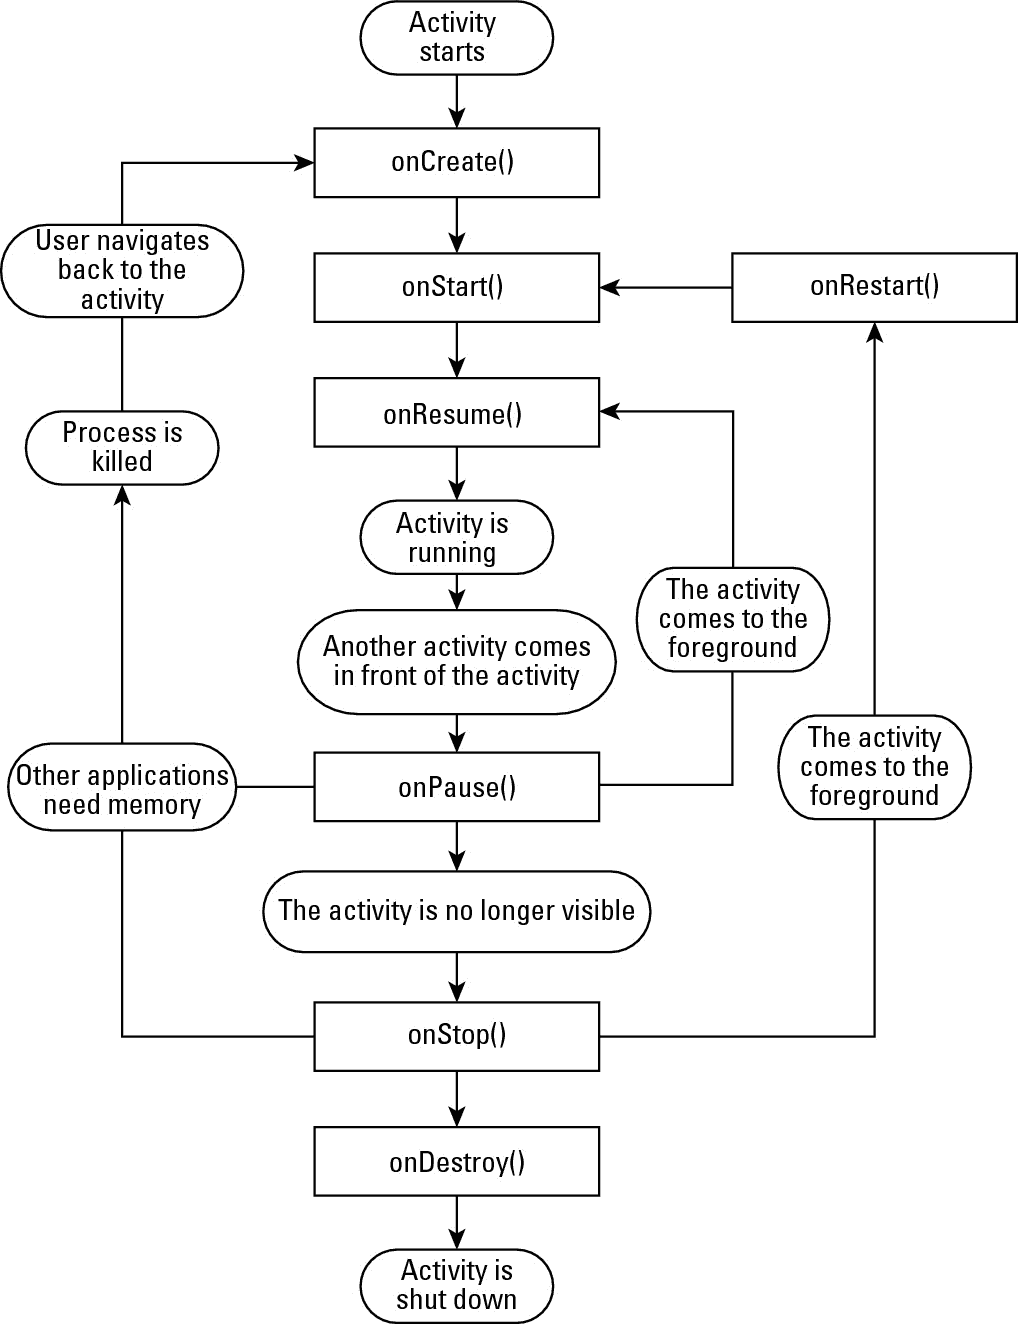 Activity
starts
onCreate()
User navigates
back to the
activity
onStart()
onRestart()
onResume()
Process is
killed
Activity is
running
The activity
comes to the
foreground
Another activity comes
in front of the activity
The activity
comes to the
foreground
Other applications
need memory
onPause()
The activity is no longer visible
onStop()
onDestroy()
Activity is
shut down